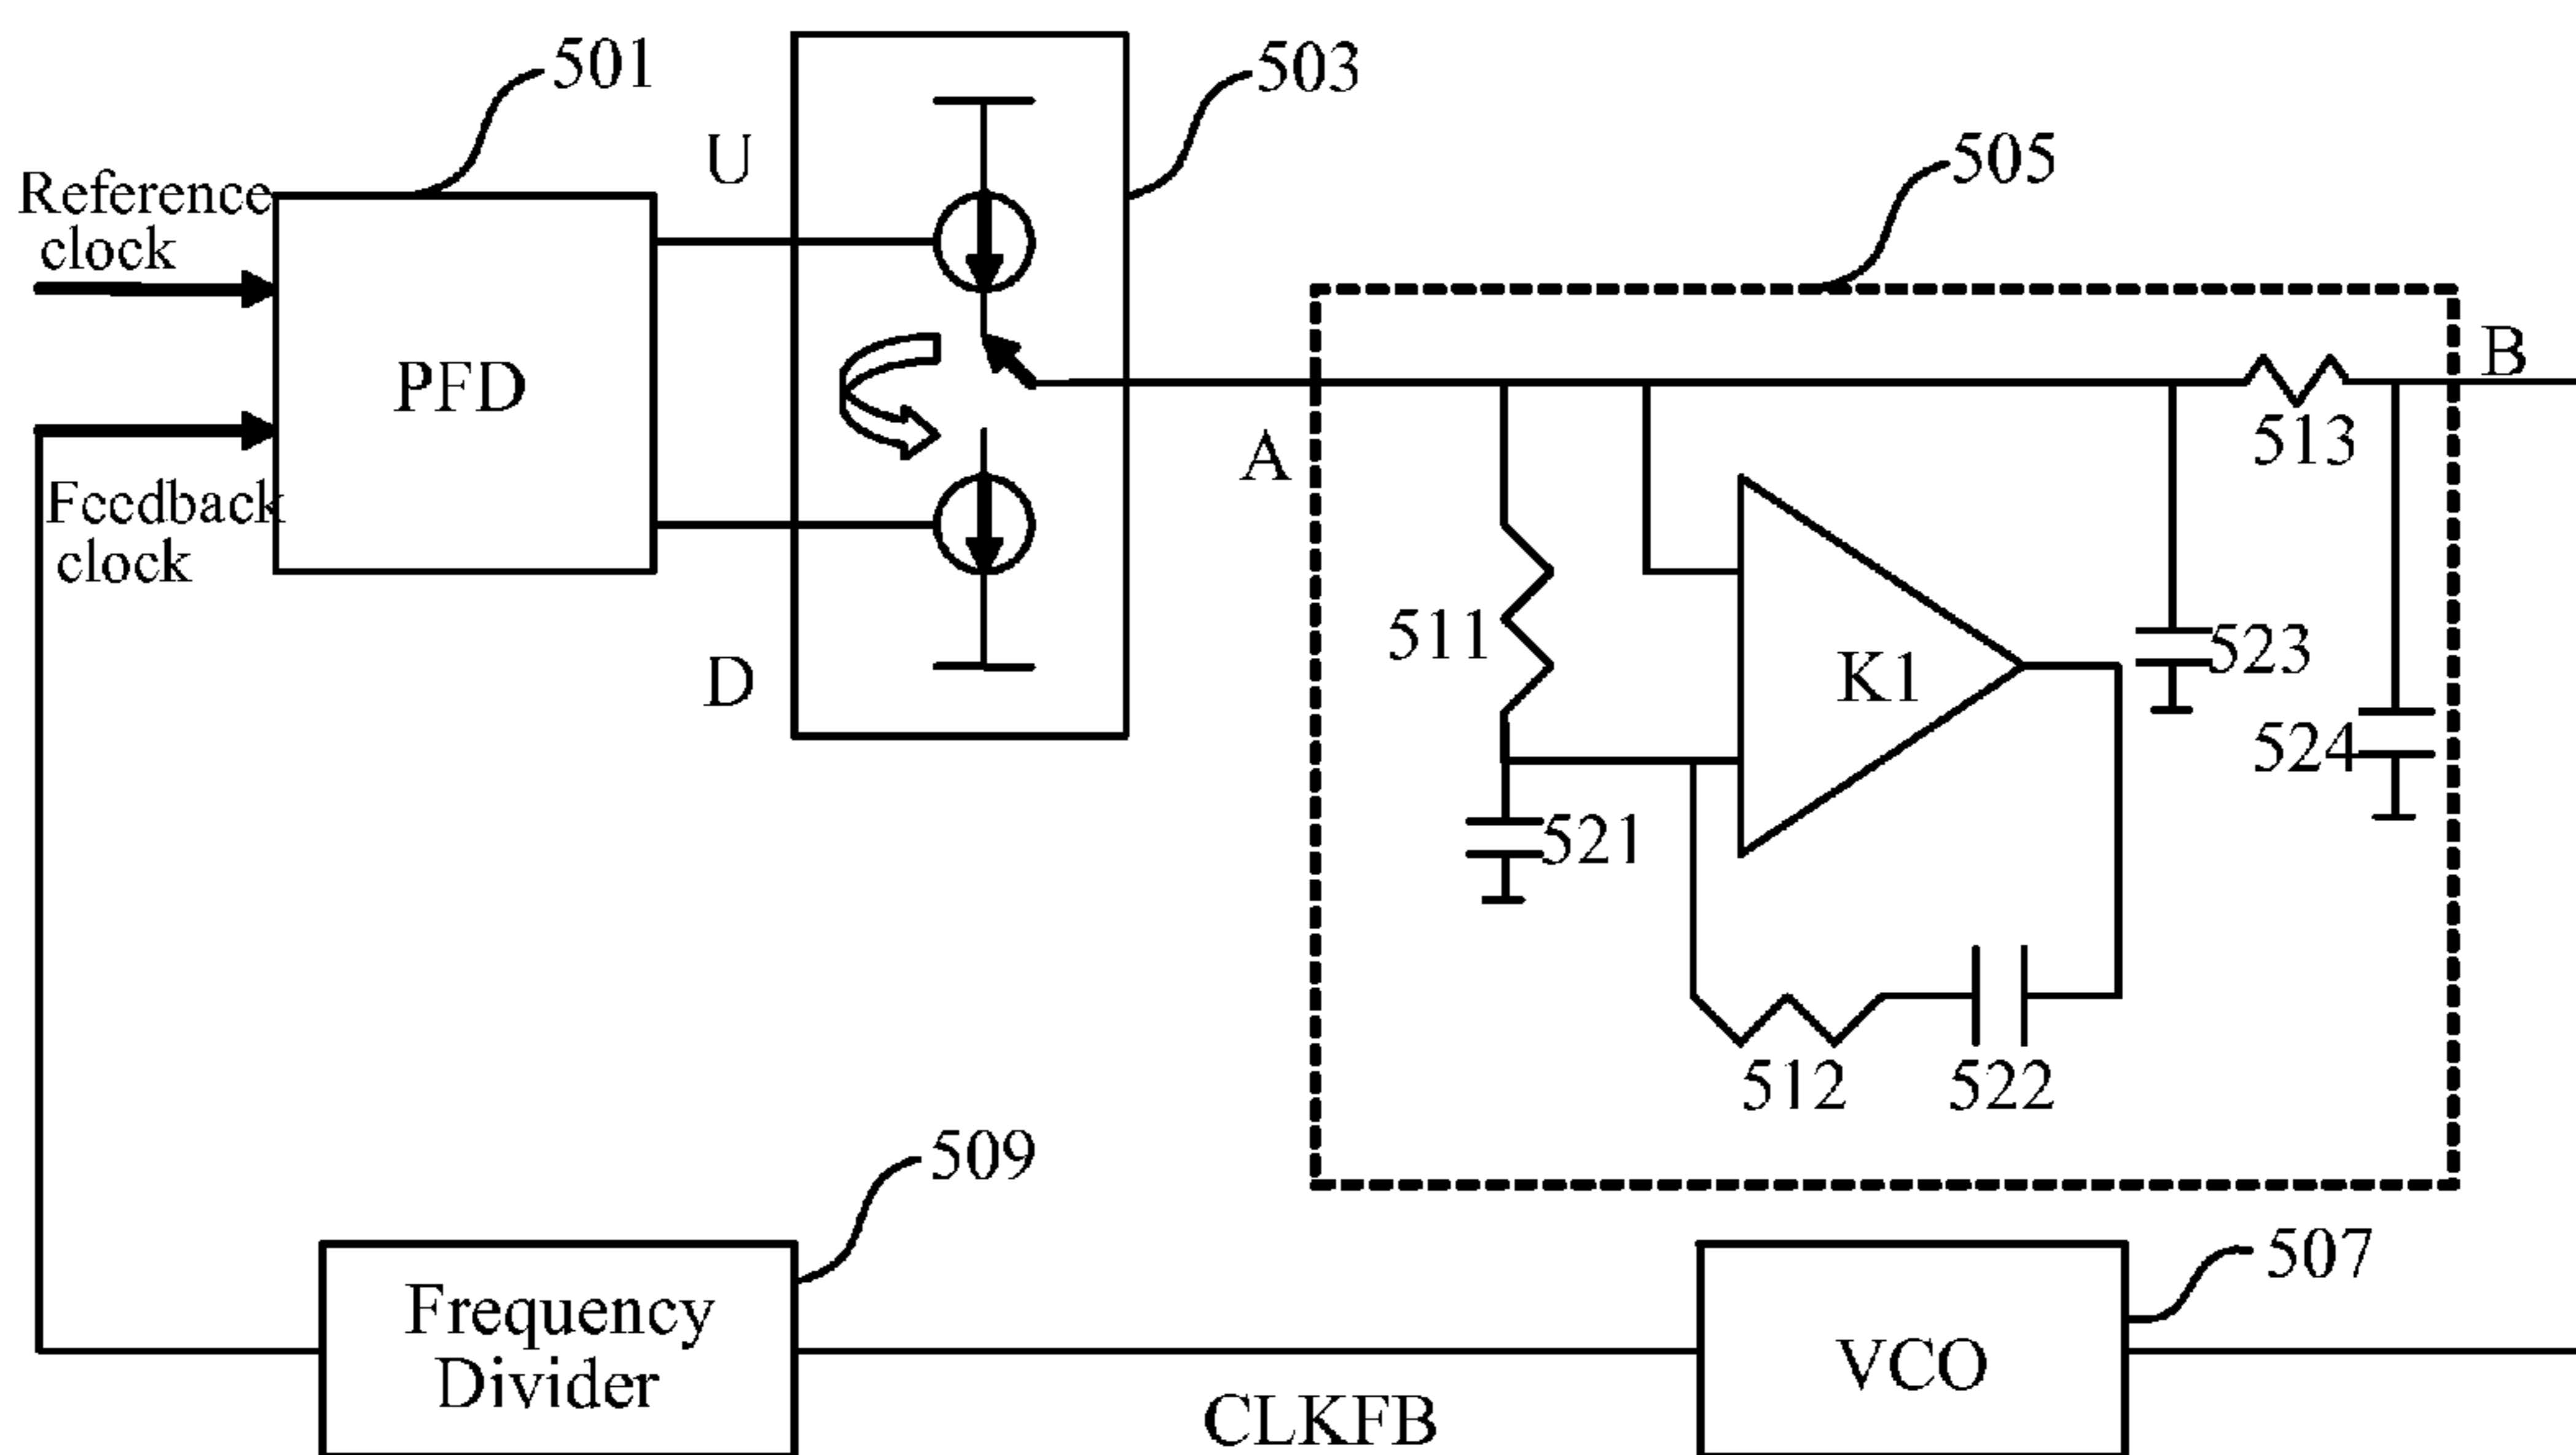 501
503
U
Reference
clock
505
B
PFD
513
A
Feedback
clock
511
K1
523
D
524
521
512
522
509
507
Frequency
Divider
VCO
CLKFB